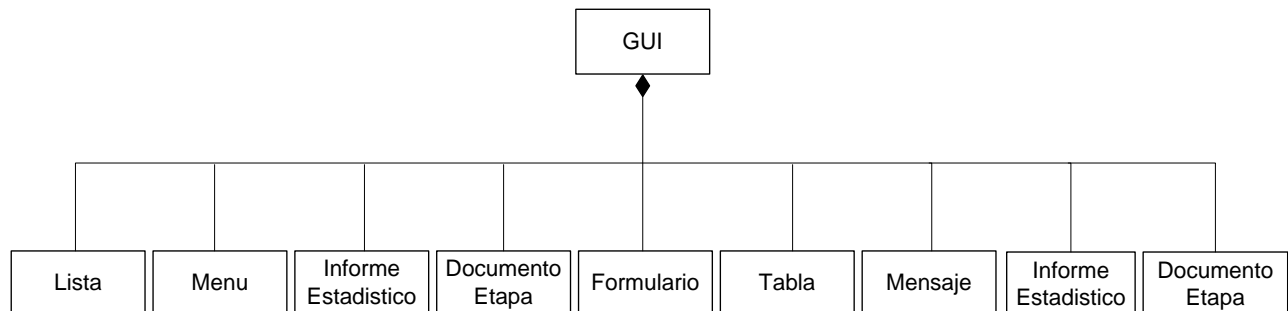 GUI
Lista
Menu
Informe
Estadistico
Documento
Etapa
Formulario
Tabla
Mensaje
Informe
Estadistico
Documento
Etapa